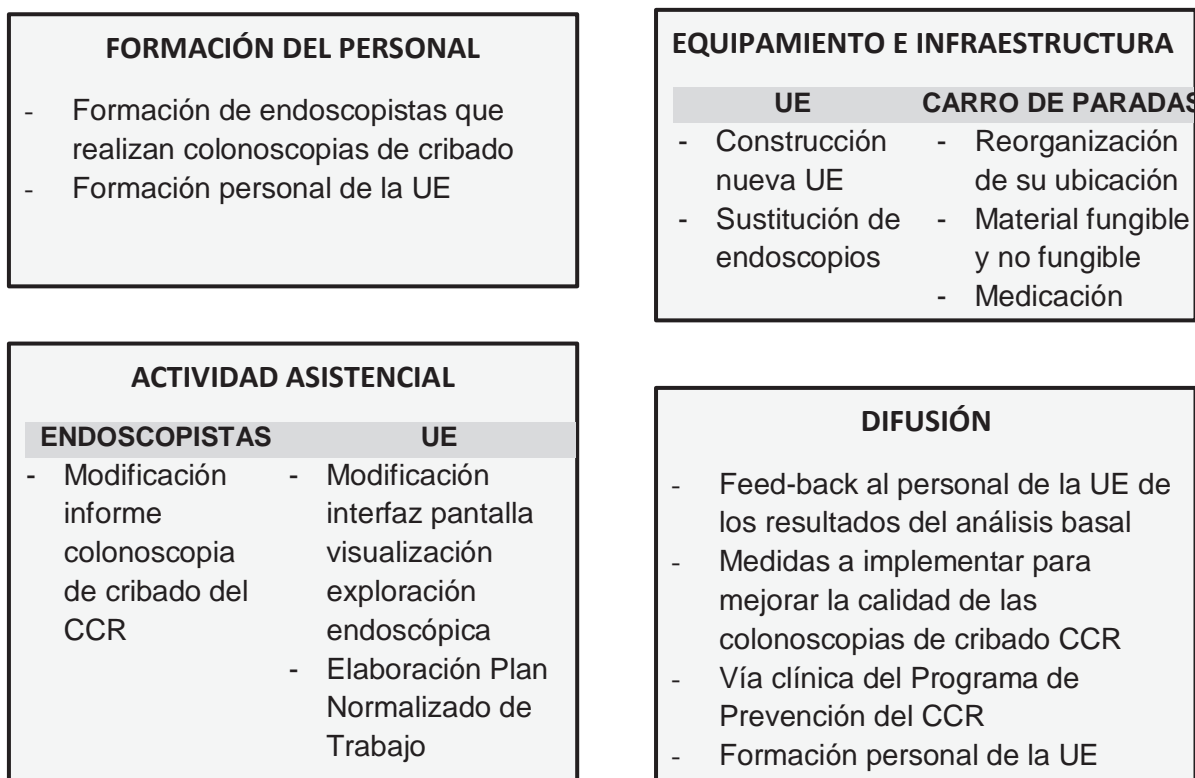 FORMACIÓN DEL PERSONAL
- Formación de endoscopistas que
realizan colonoscopias de cribado
- Formación personal de la UE
EQUIPAMIENTO E INFRAESTRUCTURA
UE
- Construcción
nueva UE
- Sustitución de
endoscopios
CARRO DE PARADAS
- Reorganización
de su ubicación
- Material fungible
y no fungible
- Medicación
ACTIVIDAD ASISTENCIAL
ENDOSCOPISTAS
- Modificación
informe
colonoscopia
de cribado del
CCR
UE
- Modificación
interfaz pantalla
visualización
exploración
endoscópica
- Elaboración Plan
Normalizado de
Trabajo
DIFUSIÓN
- Feed-back al personal de la UE de
los resultados del análisis basal
- Medidas a implementar para
mejorar la calidad de las
colonoscopias de cribado CCR
- Vía clínica del Programa de
Prevención del CCR
- Formación personal de la UE